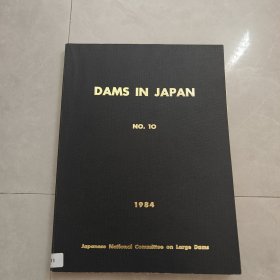 DAMS IN JAPAN
NO. 10
1984
Japanese National Committee on Large Dams